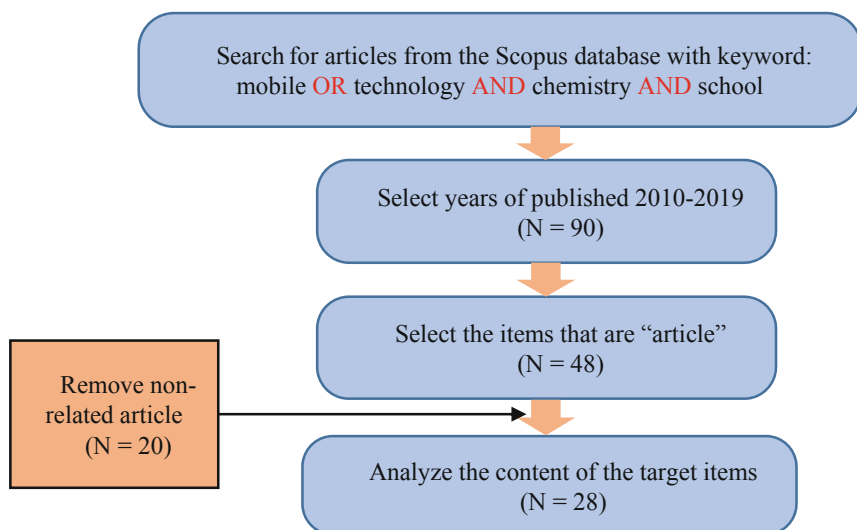 Search for articles from the Scopus database with keyword:
mobile OR technology AND chemistry AND school
Select years of published 2010-2019
(N = 90)
Select the items that are “article”
(N = 48)
Remove non-
related article
(N = 20)
Analyze the content of the target items
(N = 28)